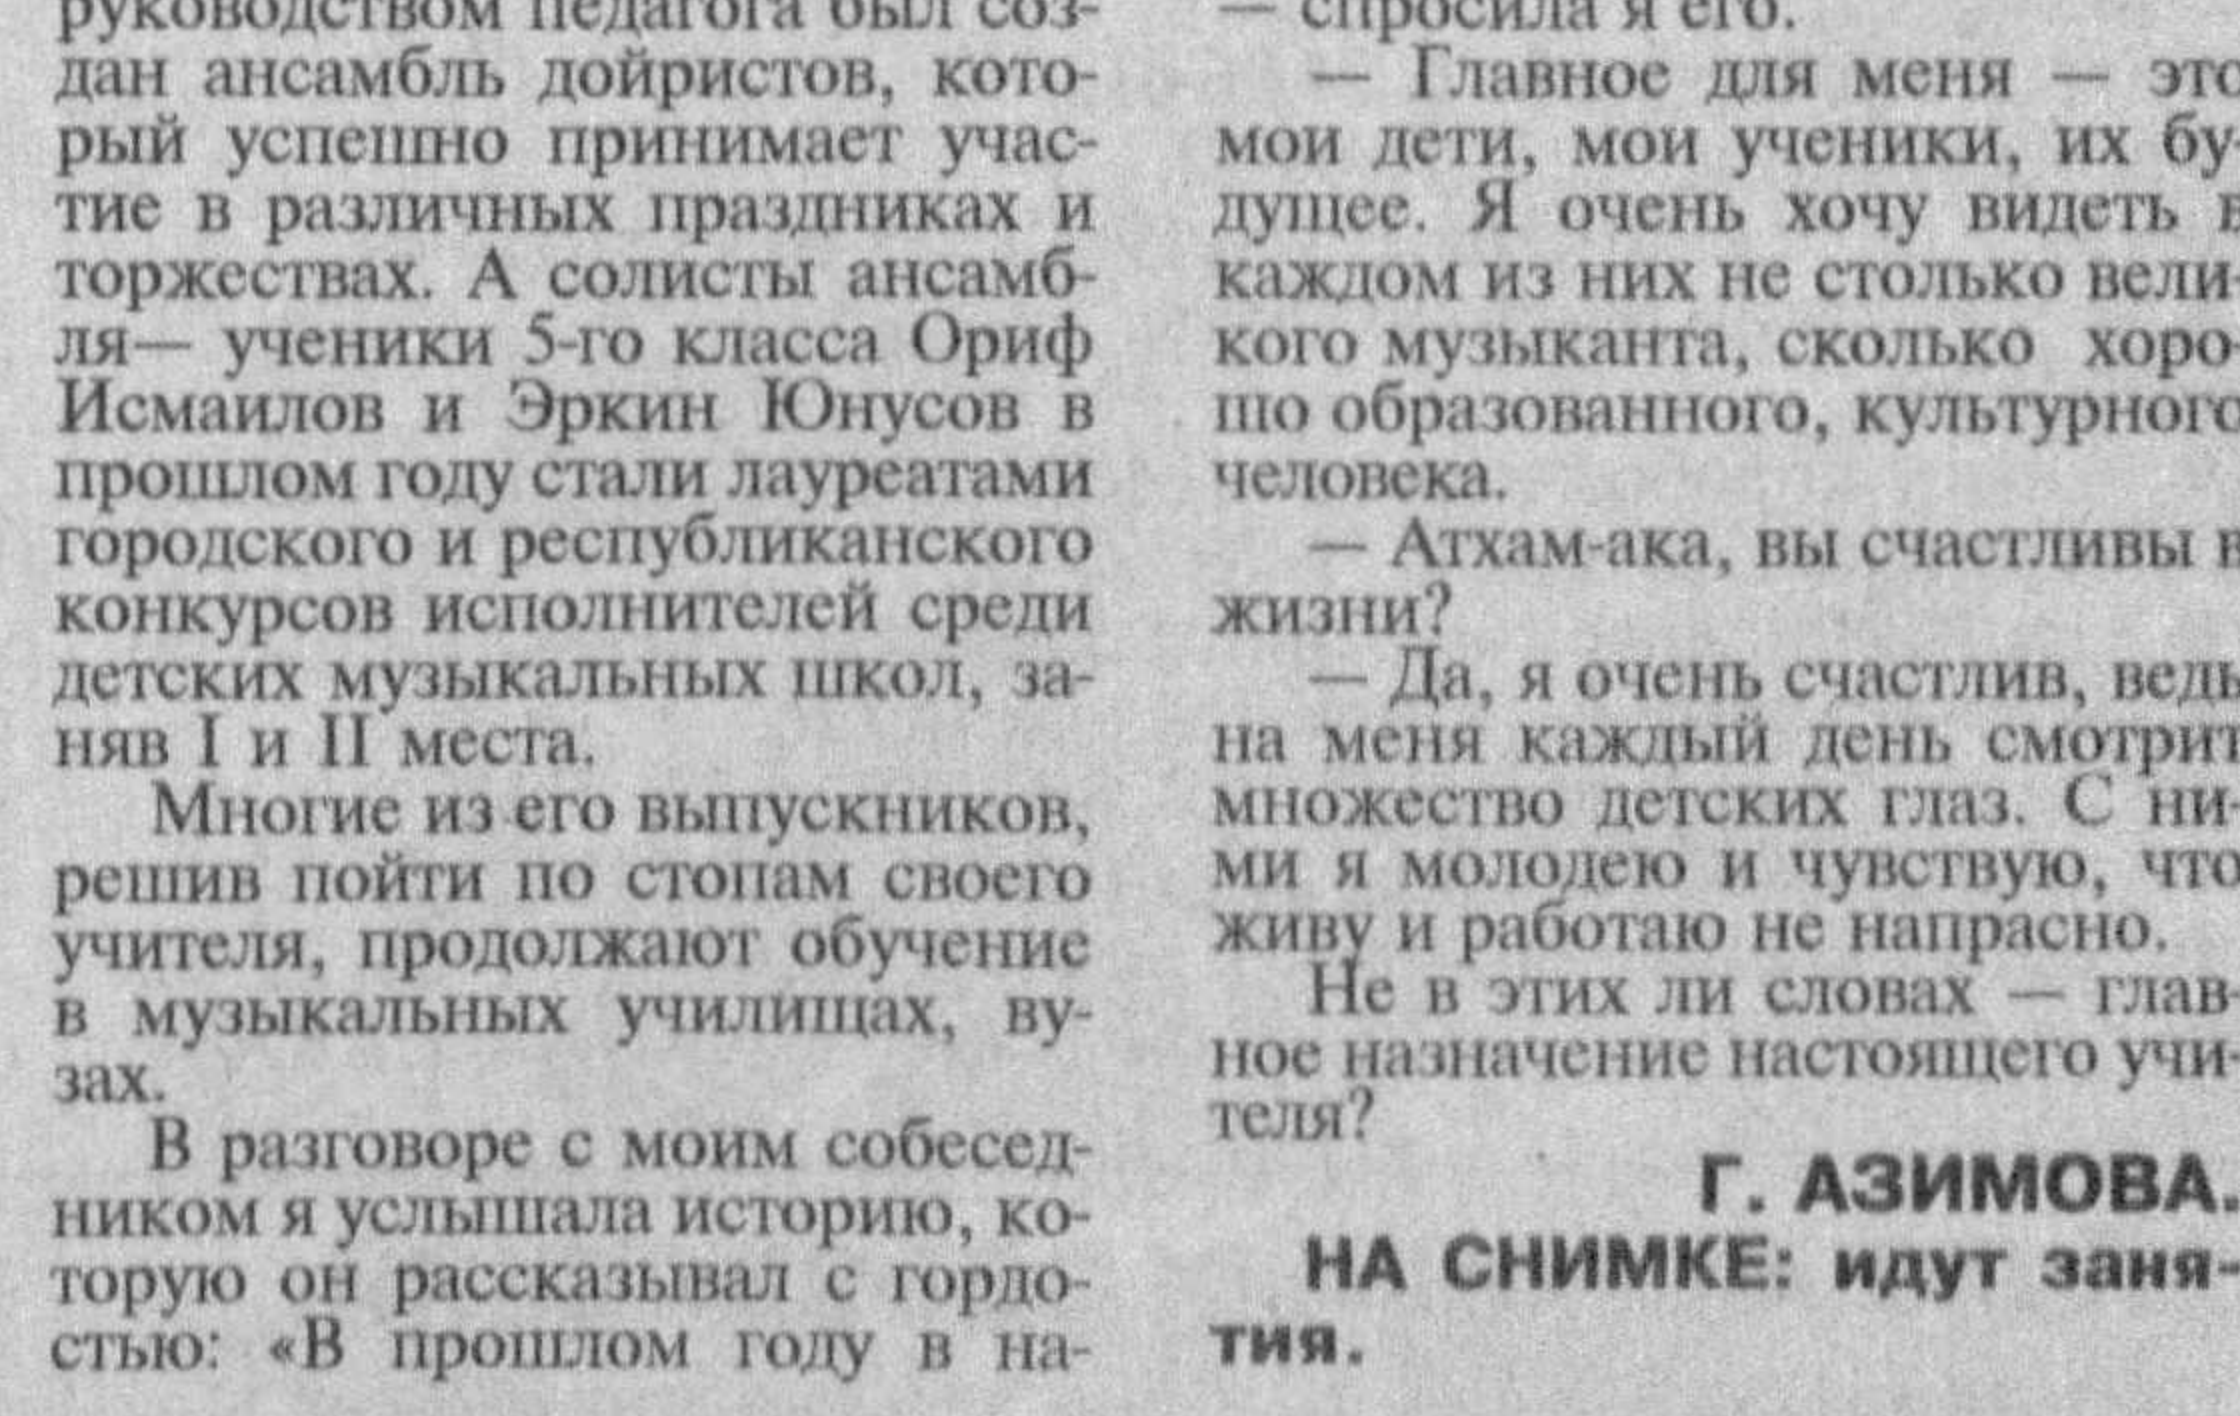 руководством педагога был соз-
дан ансамбль дойристов, кото-
рый успешно принимает учас-
тие в различных праздниках и
торжествах. А солисты ансамб-
ля— ученики 5-го класса Ориф
Исмаилов и Эркин Юнусов в
прошлом году стали лауреатами
городского и республиканского
конкурсов исполнителей среди
детских музыкальных школ, за-
няв I и II места.
Многие из его выпускников,
решив пойти по стопам своего
учителя, продолжают обучение
в музыкальных училищах, ву-
зах.
В разговоре с моим собесед-
ником я услышала историю, ко-
торую он рассказывал с гордо-
стью: «В прошлом году в на-
— спросила я его.
— Главное для меня — это
мои дети, мои ученики, их бу-
дущее. Я очень хочу видеть в
каждом из них не столько вели
кого музыканта, сколько хоро-
шо образованного, культурного
человека.
— Атхам-ака, вы счастливы в
жизни?
— Да, я очень счастлив, ведь
на меня каждый день смотрит
множество детских глаз. С ни-
ми я молодею и чувствую, что
живу и работаю не напрасно.
Не в этих ли словах — глав-
ное назначение настоящего учи-
теля?
Г. АЗИМОВА.
НА СНИМКЕ: идут заня-
тия.